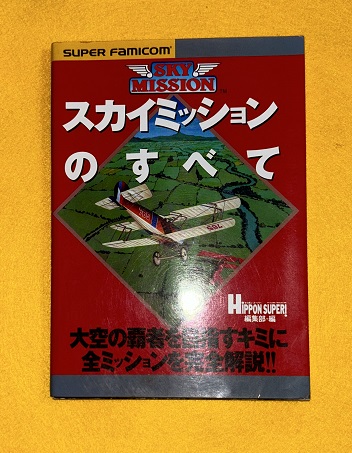 SUPER FAMICOM
SKY
MISSION™
スカイミッション
のすべて
HIPPON SUPER!
編集部・編
大空の覇者を目指すキミに
全ミッションを完全解説!!